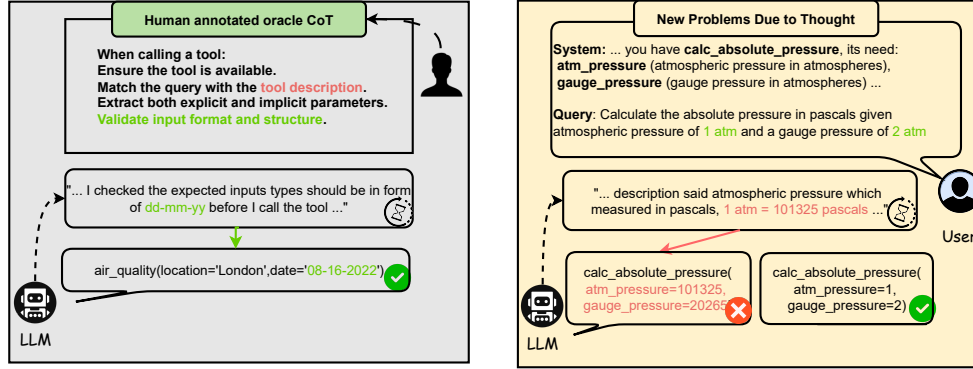 Human annotated oracle CoT
When calling a tool:
Ensure the tool is available.
Match the query with the tool description.
Extract both explicit and implicit parameters.
Validate input format and structure.
"... I checked the expected inputs types should be in form
of dd-mm-yy before I call the tool ..."
air_quality(location='London',date='08-16-2022')
LLM
New Problems Due to Thought
System: ... you have calc_absolute_pressure, its need:
atm_pressure (atmospheric pressure in atmospheres),
gauge_pressure (gauge pressure in atmospheres) ...
Query: Calculate the absolute pressure in pascals given
atmospheric pressure of 1 atm and a gauge pressure of 2 atm
User
"... description said atmospheric pressure which
measured in pascals, 1 atm = 101325 pascals ..."
calc_absolute_pressure(
atm_pressure=101325,
calc_absolute_pressure(
atm_pressure=1,
gauge_pressure=2)
LLM